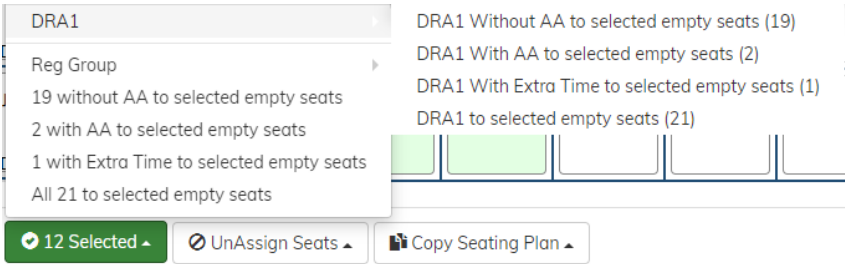 DRA1
Reg Group
19 without AA to selected empty seats
2 with AA to selected empty seats
1 with Extra Time to selected empty seats
All 21 to selected empty seats
DRA1 Without AA to selected empty seats (19)
DRA1 With AA to selected empty seats (2)
DRA1 With Extra Time to selected empty seats (1)
DRA1 to selected empty seats (21)
12 Selected
UnAssign Seats
Copy Seating Plan